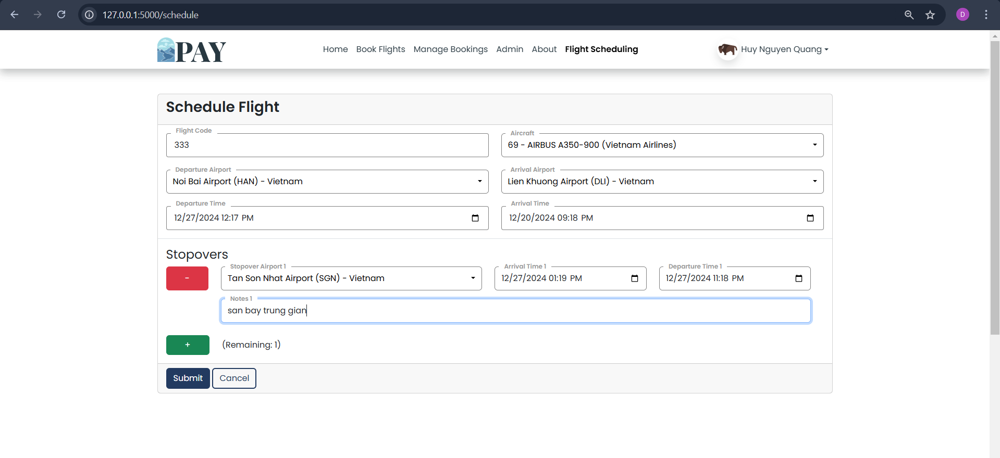 127.0.0.1:5000/schedule
D
PAY
Home Book Flights Manage Bookings Admin About Flight Scheduling
Huy Nguyen Quang
Schedule Flight
Flight Code
333
Aircraft
69 - AIRBUS A350-900 (Vietnam Airlines)
Departure Airport
Noi Bai Airport (HAN) - Vietnam
Arrival Airport
Lien Khuong Airport (DLI) - Vietnam
Departure Time
12/27/2024 12:17 PM
Arrival Time
12/20/2024 09:18 PM
Stopovers
-
Stopover Airport 1
Tan Son Nhat Airport (SGN) - Vietnam
Arrival Time 1
12/27/2024 01:19 PM
Departure Time 1
12/27/2024 11:18 PM
Notes 1
san bay trung gian
+
(Remaining: 1)
Submit
Cancel